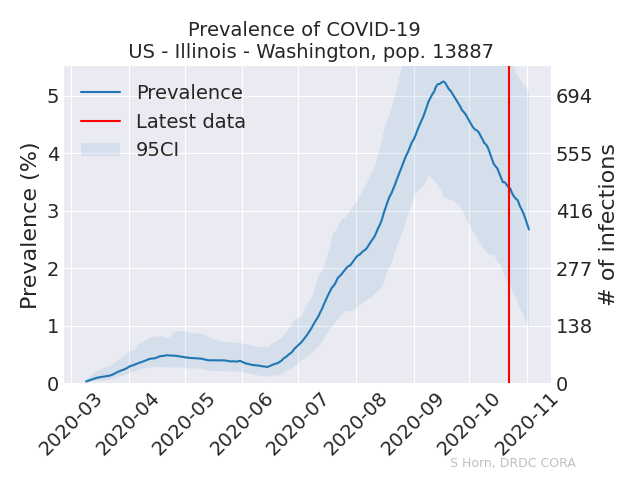 Prevalence of COVID-19
US - Illinois - Washington, pop. 13887
Prevalence
Latest data
95CI
Prevalence (%)
5
4
3
2
1
0
694
555
416
277
138
0
# of infections
2020-03
2020-04
2020-05
2020-06
2020-07
2020-08
2020-09
2020-10
2020-11
S Horn, DRDC CORA